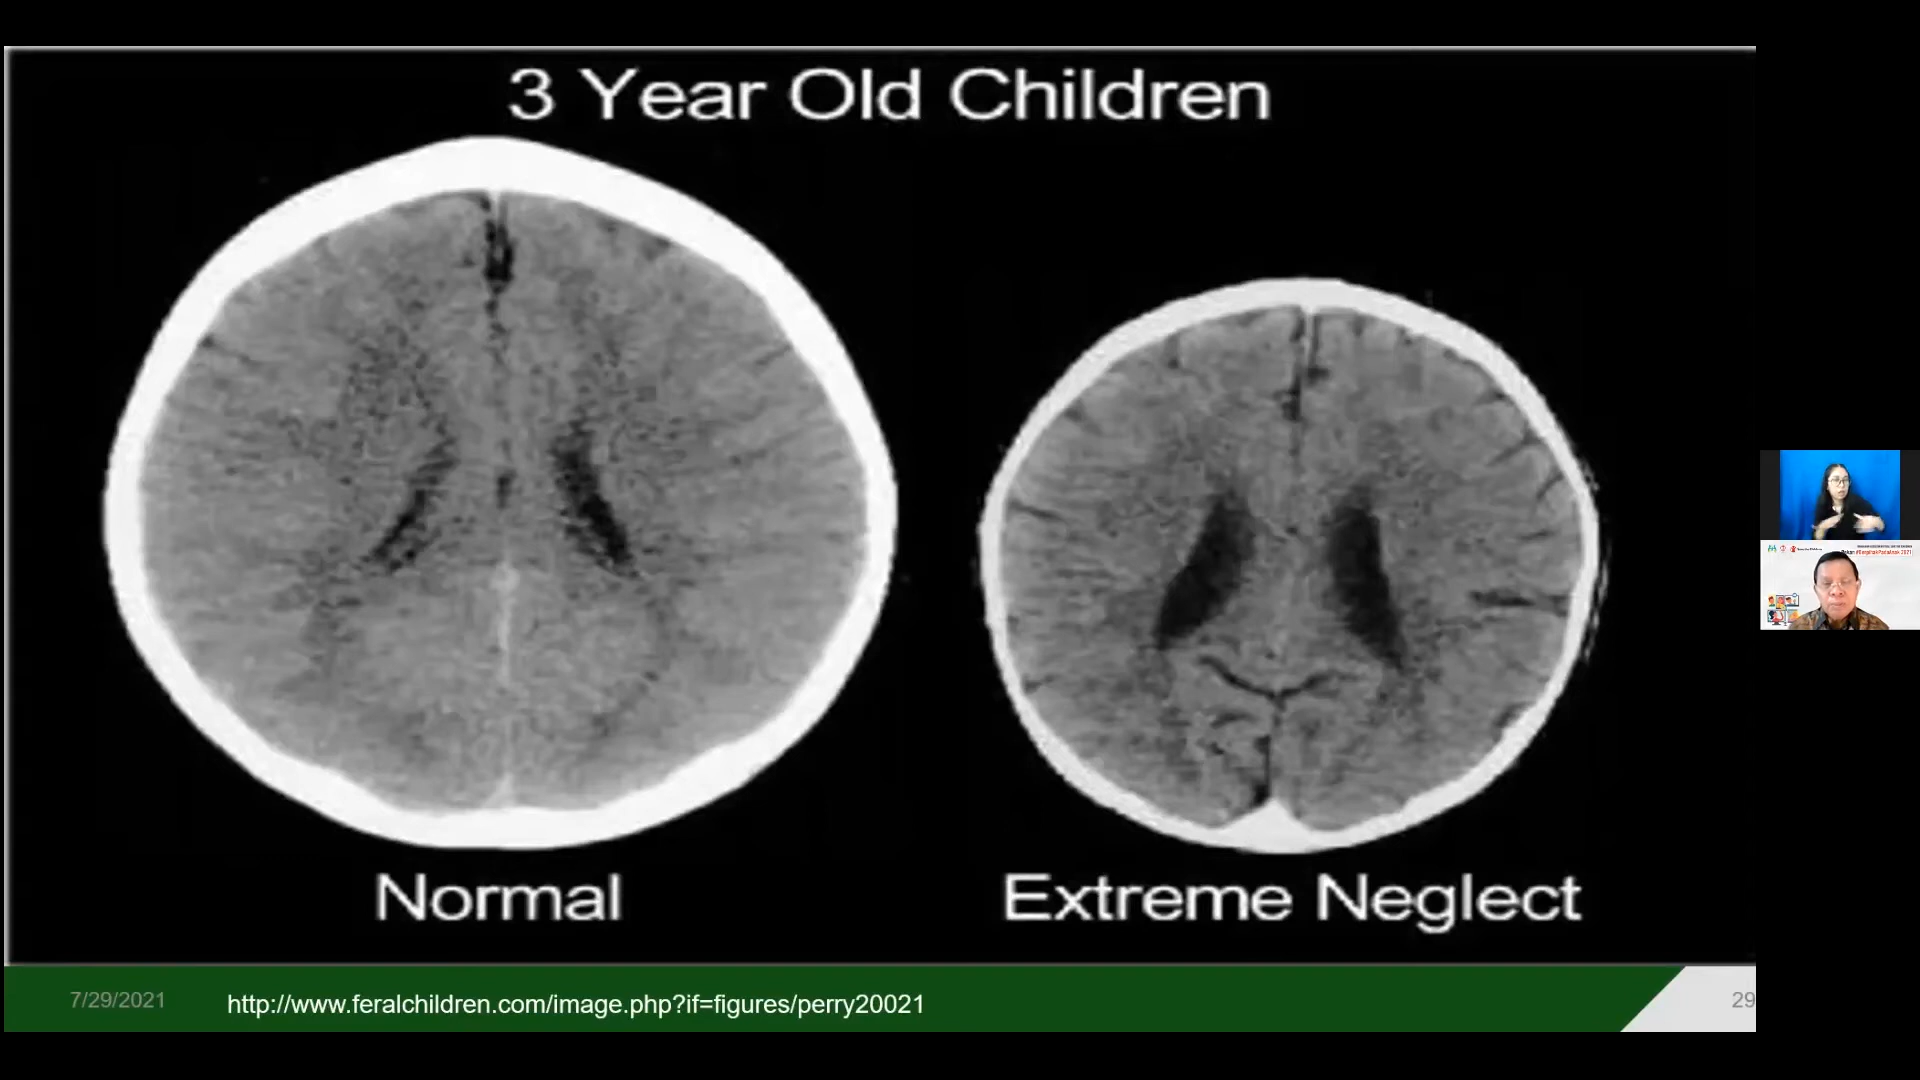 3 Year Old Children
Normal
Extreme Neglect
7/29/2021
http://www.feralchildren.com/image.php?if=figures/perry20021
29